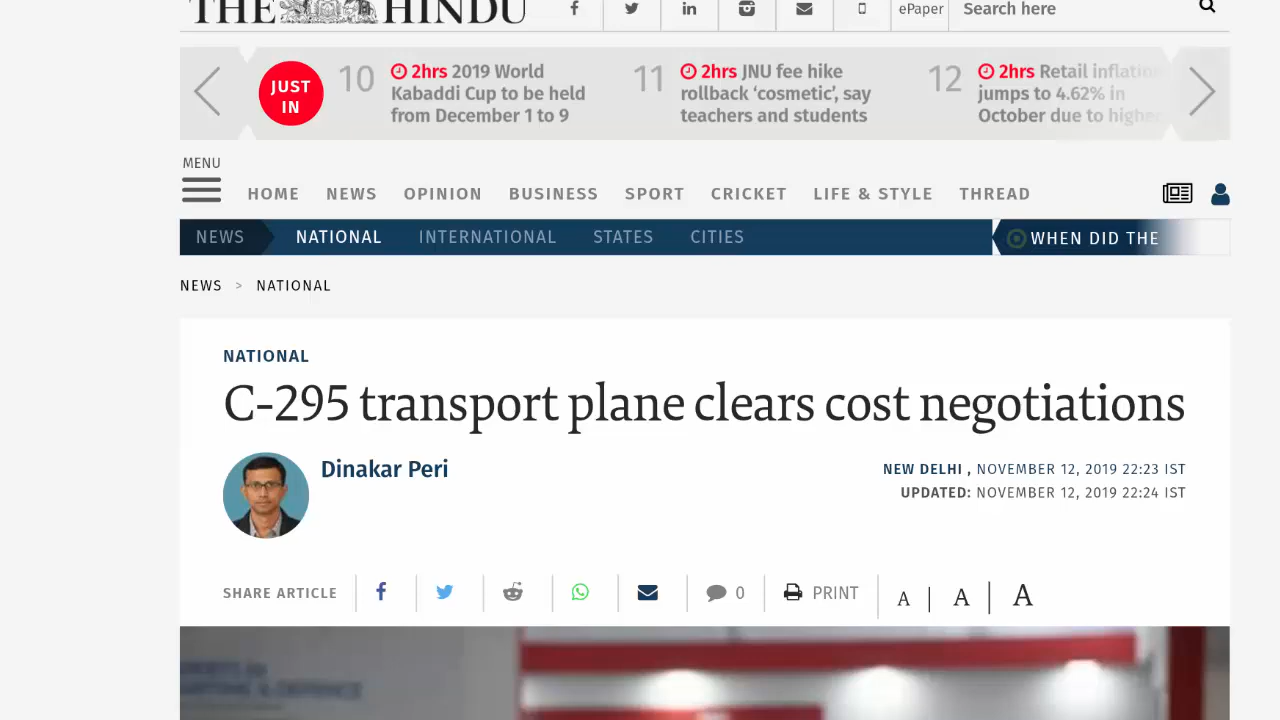 THE HINDU
ePaper
Search here
JUST
IN
10
2hrs 2019 World
Kabaddi Cup to be held
from December 1 to 9
11
2hrs JNU fee hike
rollback ‘cosmetic’, say
teachers and students
12
2hrs Retail inflation
jumps to 4.62% in
October due to higher
MENU
HOME NEWS OPINION BUSINESS SPORT CRICKET LIFE & STYLE THREAD
NEWS NATIONAL INTERNATIONAL STATES CITIES WHEN DID THE
NEWS > NATIONAL
NATIONAL
C-295 transport plane clears cost negotiations
Dinakar Peri
NEW DELHI , NOVEMBER 12, 2019 22:23 IST
UPDATED: NOVEMBER 12, 2019 22:24 IST
SHARE ARTICLE 0 PRINT A | A | A